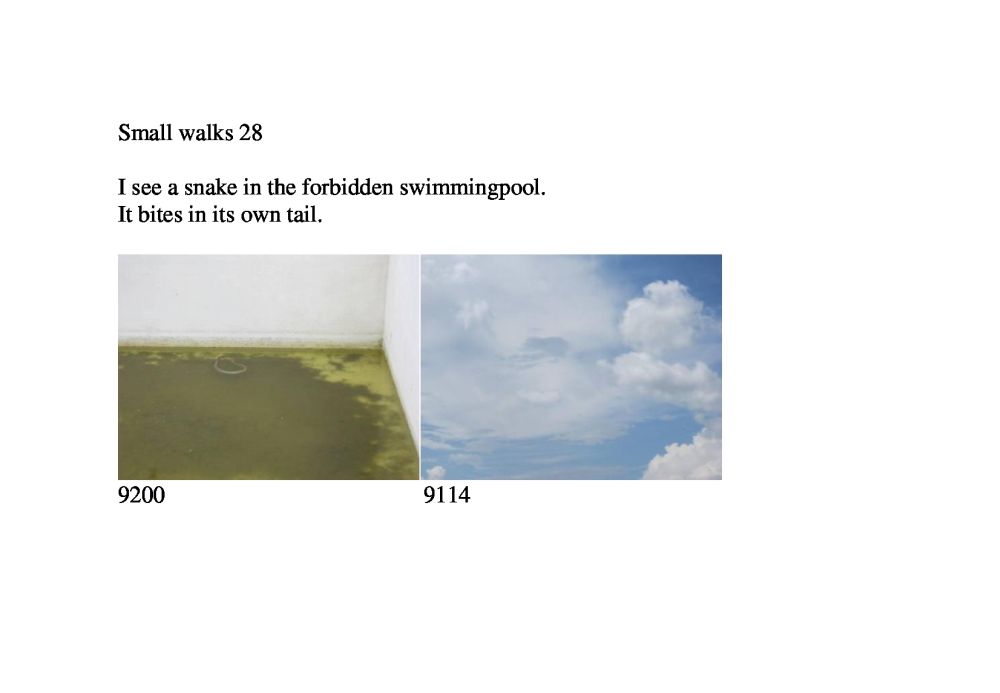 Small walks 28
I see a snake in the forbidden swimmingpool.
It bites in its own tail.
9200
9114